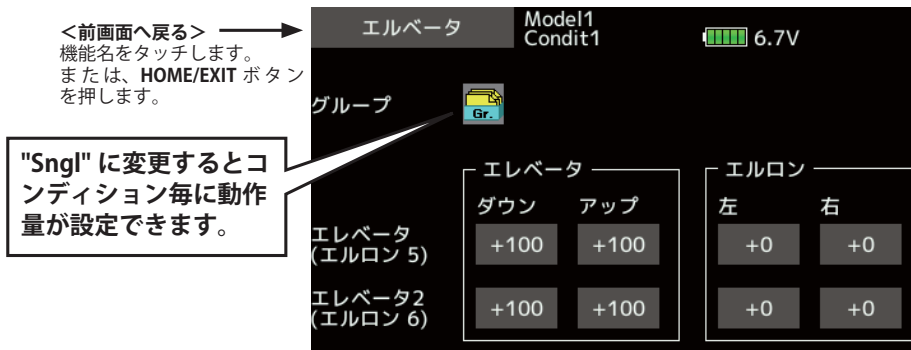 <前画面へ戻る>
機能名をタッチします。
または、HOME/EXIT ボタン
を押します。
"Sngl" に変更するとコ
ンディション毎に動作
量が設定できます。
エルベータ
Model1
Condit1
6.7V
グループ
Gr.
エレベータ
エルロン
ダウン アップ 左 右
エレベータ
(エルロン 5)
+100 +100 +0 +0
エレベータ2
(エルロン 6)
+100 +100 +0 +0